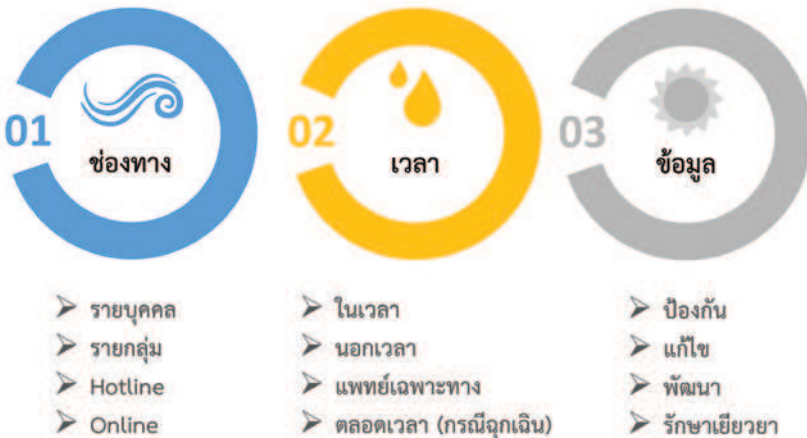 01
ช่องทาง
รายบุคคล
รายกลุ่ม
Hotline
Online
02
เวลา
ในเวลา
นอกเวลา
แพทย์เฉพาะทาง
ตลอดเวลา (กรณีฉุกเฉิน)
03
ข้อมูล
ป้องกัน
แก้ไข
พัฒนา
รักษาเยียวยา